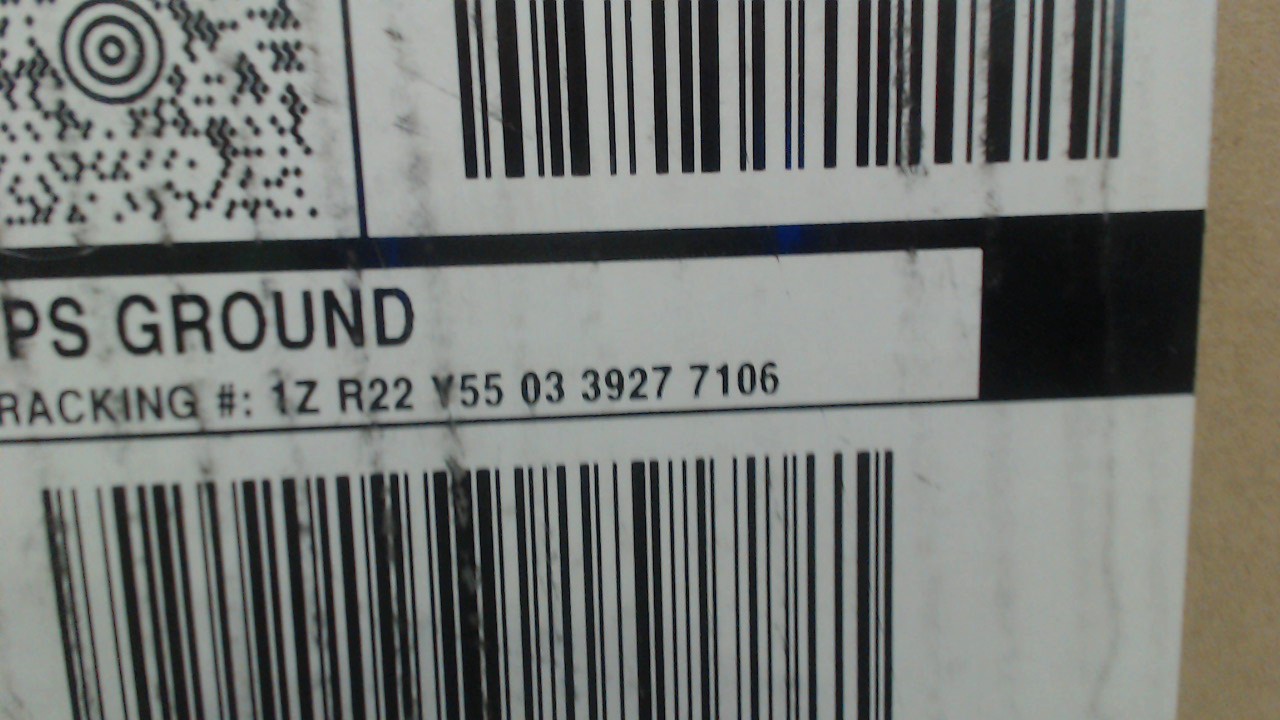 PS GROUND
RACKING #: 1Z R22 Y55 03 3927 7106